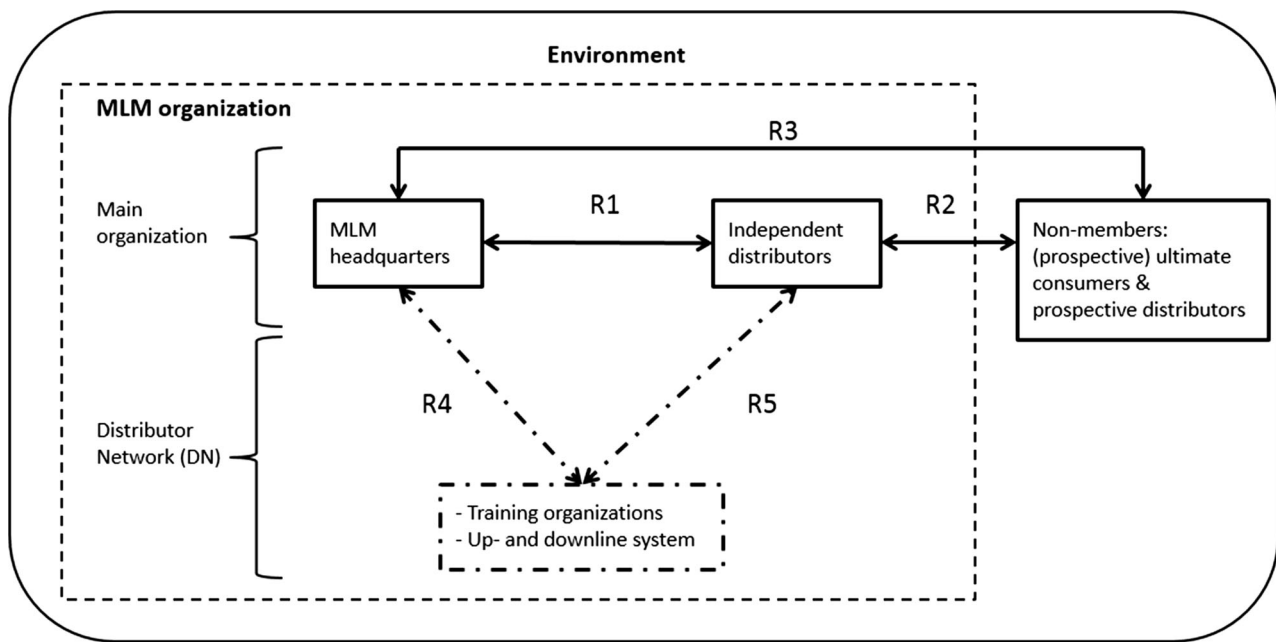 Environment
MLM organization
R3
Main
organization
MLM
headquarters
R1
Independent
distributors
R2
Non-members:
(prospective) ultimate
consumers &
prospective distributors
R4
R5
Distributor
Network (DN)
- Training organizations
- Up- and downline system